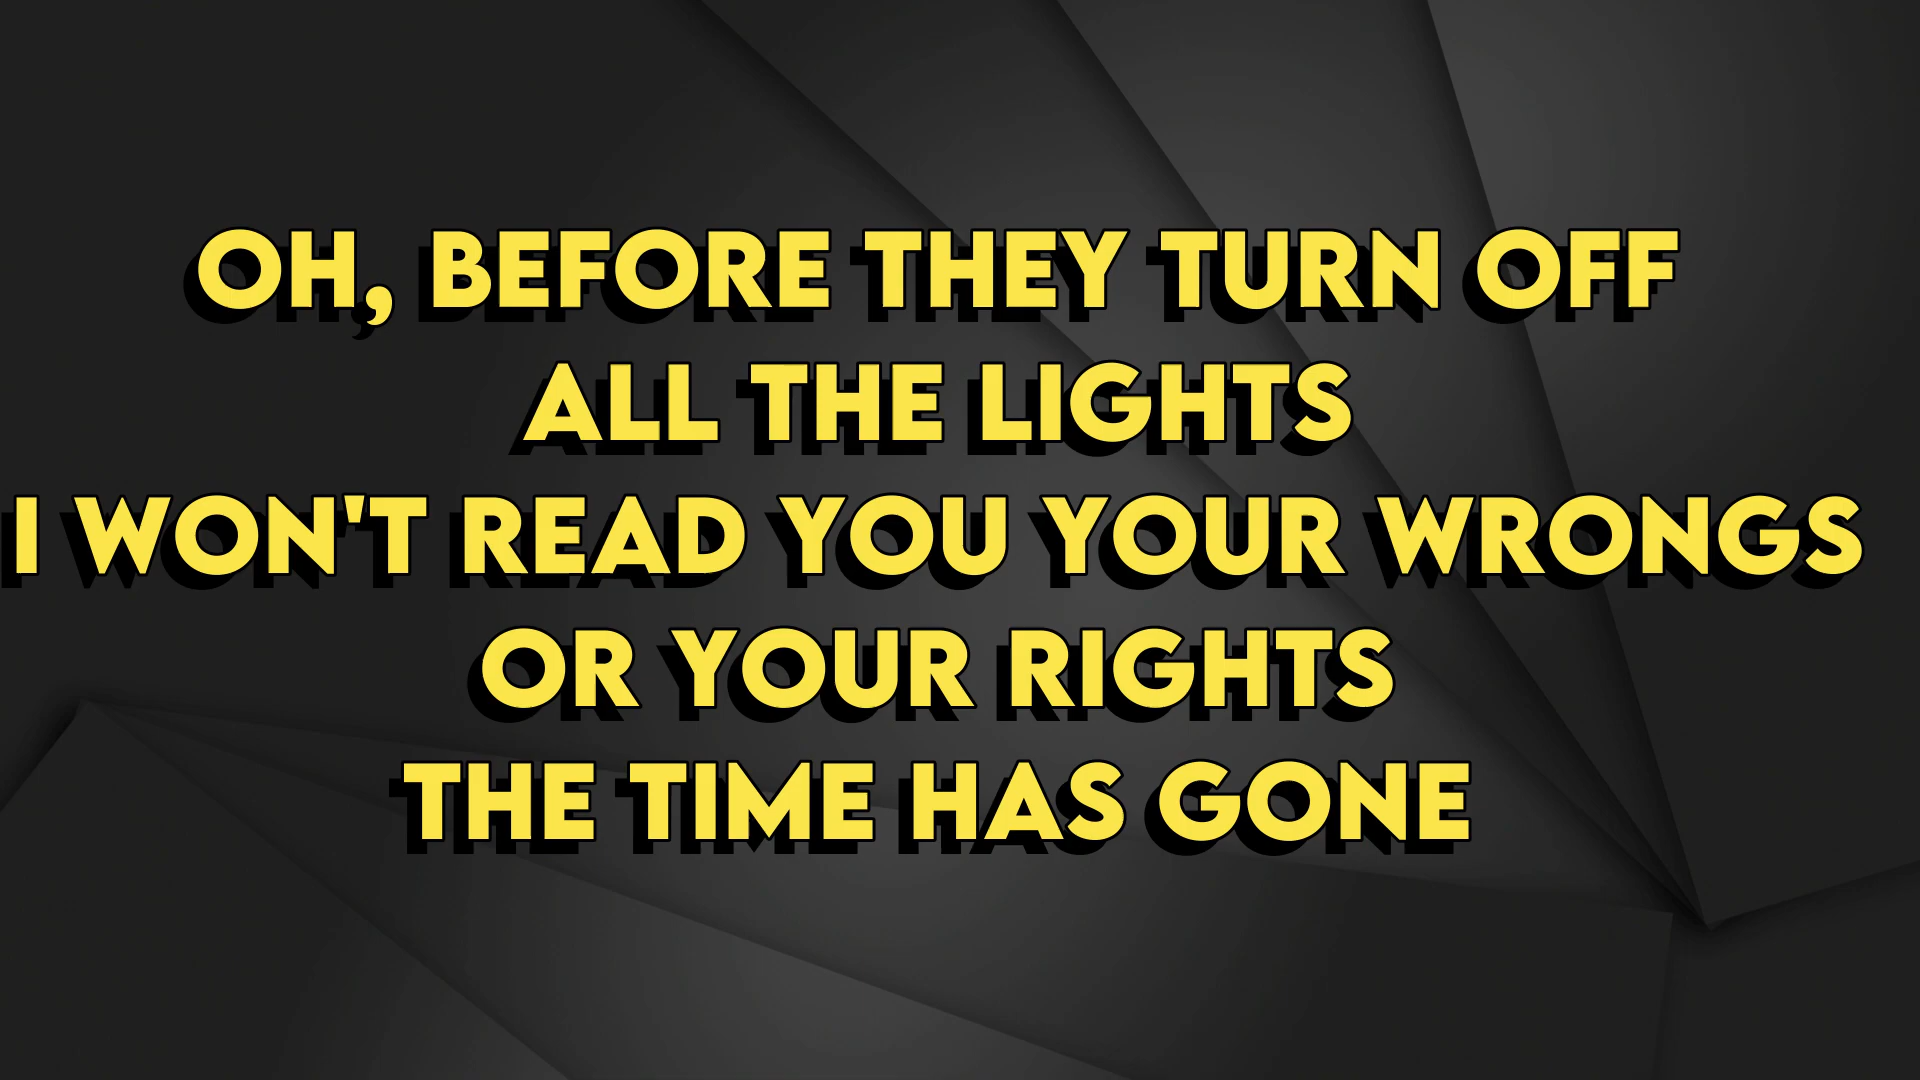 OH, BEFORE THEY TURN OFF
ALL THE LIGHTS
I WON'T READ YOU YOUR WRONGS
OR YOUR RIGHTS
THE TIME HAS GONE